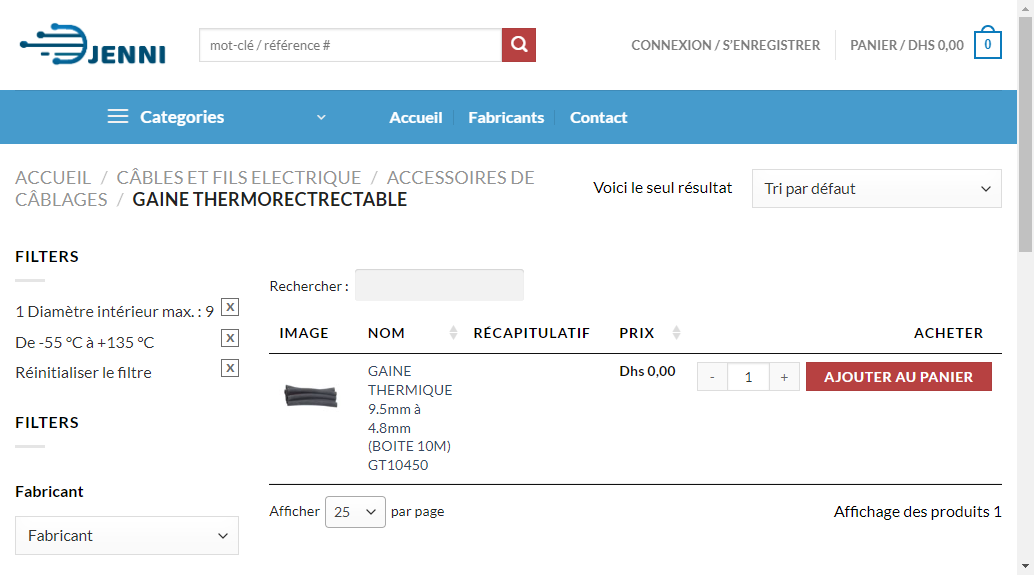 JENNI
mot-clé / référence #
CONNEXION / S'ENREGISTRER
PANIER / DHS 0,00
0
Categories
Accueil
Fabricants
Contact
ACCUEIL / CÂBLES ET FILS ELECTRIQUE / ACCESSOIRES DE
CÂBLAGES / GAINE THERMORECTRECTABLE
Voici le seul résultat
Tri par défaut
FILTERS
1 Diamètre intérieur max. : 9 X
De -55 °C à +135 °C X
Réinitialiser le filtre X
FILTERS
Fabricant
Fabricant
Rechercher :
IMAGE NOM RÉCAPITULATIF PRIX ACHETER
GAINE
THERMIQUE
9.5mm à
4.8mm
(BOITE 10M)
GT10450
Dhs 0,00
- 1 +
AJOUTER AU PANIER
Afficher 25 par page
Affichage des produits 1